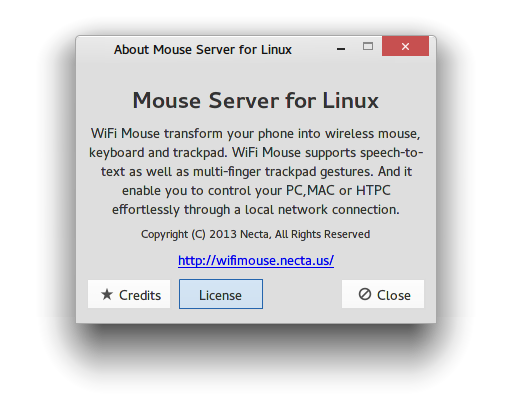 About Mouse Server for Linux
Mouse Server for Linux
WiFi Mouse transform your phone into wireless mouse,
keyboard and trackpad. WiFi Mouse supports speech-to-
text as well as multi-finger trackpad gestures. And it
enable you to control your PC,MAC or HTPC
effortlessly through a local network connection.
Copyright (C) 2013 Necta, All Rights Reserved
http://wifimouse.necta.us/
Credits
License
Close